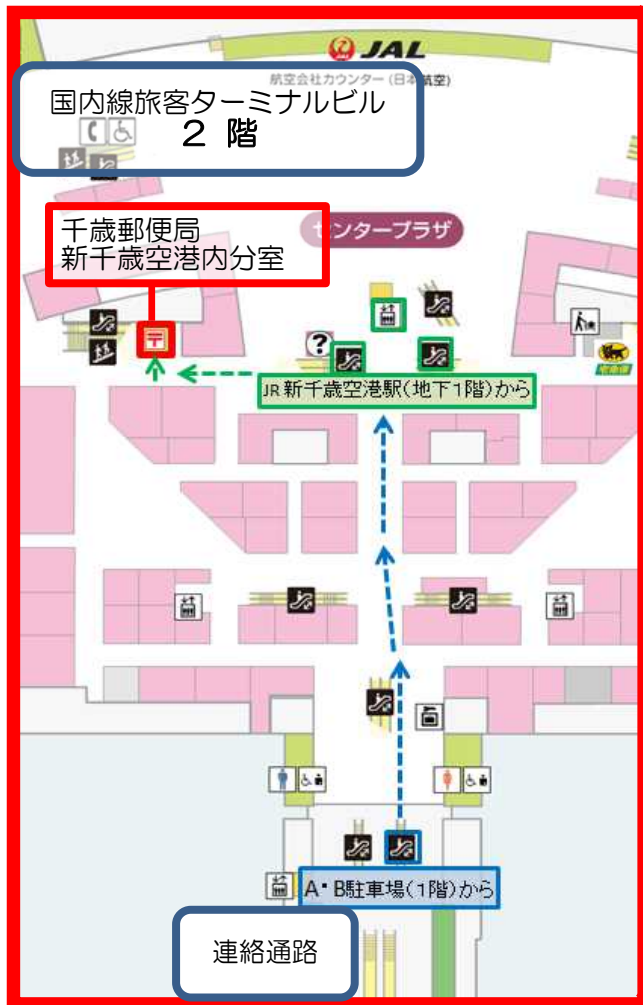 JAL
航空会社カウンター (日本航空)
国内線旅客ターミナルビル
２ 階
千歳郵便局
新千歳空港内分室
センタープラザ
〒
?
JR 新千歳空港駅(地下1階)から
A・B駐車場(1階)から
連絡通路